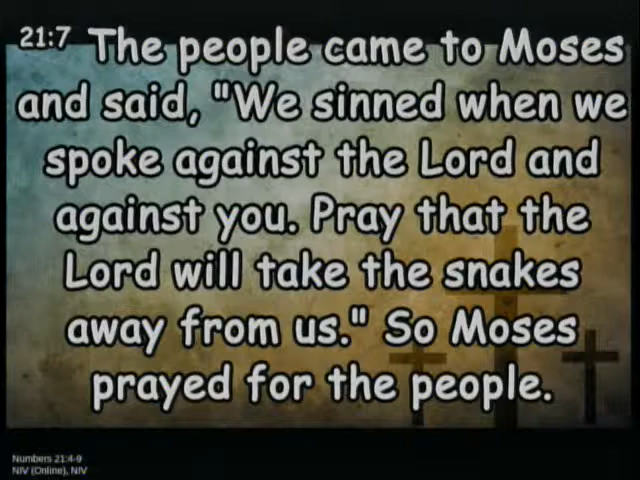 21:7 The people came to Moses
and said, "We sinned when we
spoke against the Lord and
against you. Pray that the
Lord will take the snakes
away from us." So Moses
prayed for the people.
Numbers 21:4-9
NIV (Online), NIV